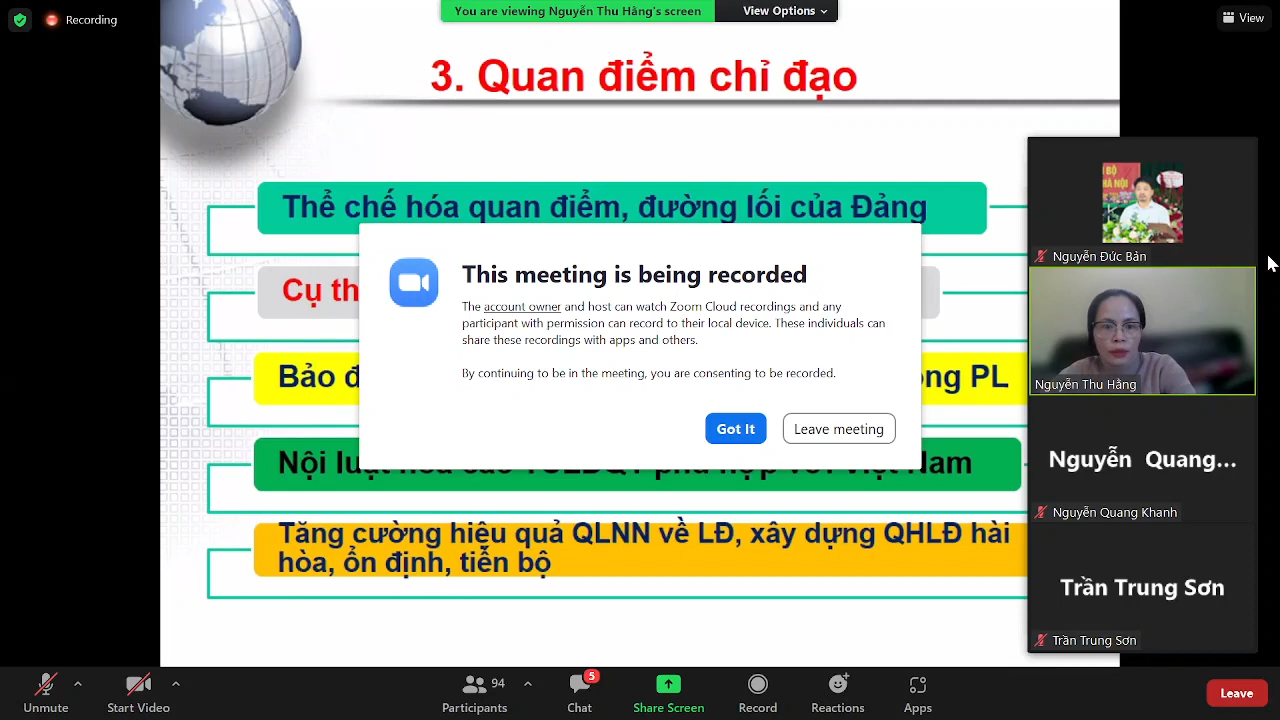 Recording
You are viewing Nguyễn Thu Hằng's screen
View Options
View
3. Quan điểm chỉ đạo
Thể chế hóa quan điểm, đường lối của Đảng
Cụ th
Bảo đ
ng PL
Nội lu
Nam
Tăng cường hiệu quả QLNN về LĐ, xây dựng QHLĐ hài
hòa, ổn định, tiến bộ
This meeting is being recorded
The account owner and host can watch Zoom Cloud recordings and any
participant with permission can record to their local device. These individuals can
share these recordings with apps and others.
By continuing to be in the meeting, you are consenting to be recorded.
Got It
Leave meeting
Nguyễn Đức Bản
Nguyễn Thu Hằng
Nguyễn Quang...
Nguyễn Quang Khanh
Trần Trung Sơn
Trần Trung Sơn
Unmute
Start Video
94
Participants
5
Chat
Share Screen
Record
Reactions
Apps
Leave